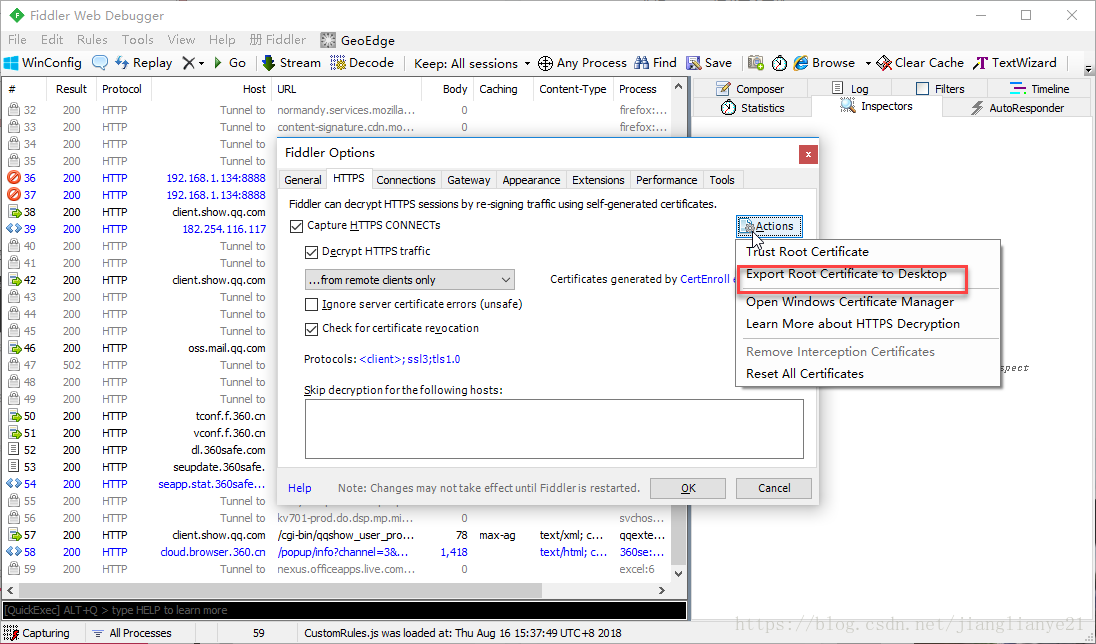 Fiddler Web Debugger
File Edit Rules Tools View Help 册 Fiddler GeoEdge
WinConfig Replay Go Stream Decode Keep: All sessions Any Process Find Save Browse Clear Cache TextWizard
# Result Protocol Host URL Body Caching Content-Type Process
32 200 HTTP Tunnel to normandy.services.mozilla... 0 firefox:...
33 200 HTTP Tunnel to content-signature.cdn.mo... 0 firefox:...
34 200 HTTP Tunnel to
35 200 HTTP Tunnel to
36 200 HTTP 192.168.1.134:8888
37 200 HTTP 192.168.1.134:8888
38 200 HTTP client.show.qq.com
39 200 HTTP 182.254.116.117
40 200 HTTP Tunnel to
41 200 HTTP Tunnel to
42 200 HTTP client.show.qq.com
43 200 HTTP Tunnel to
44 200 HTTP Tunnel to
45 200 HTTP Tunnel to
46 200 HTTP oss.mail.qq.com
47 502 HTTP Tunnel to
48 200 HTTP Tunnel to
49 200 HTTP Tunnel to
50 200 HTTP tconf.f.360.cn
51 200 HTTP vconf.f.360.cn
52 200 HTTP dl.360safe.com
53 200 HTTP seupdate.360safe.
54 200 HTTP seapp.stat.360safe...
55 200 HTTP Tunnel to
56 200 HTTP Tunnel to kv701-prod.do.dsp.mp.mi... 0 svchos...
57 200 HTTP client.show.qq.com /cgi-bin/qqshow_user_pro... 78 max-ag text/xml; c... qqexte...
58 200 HTTP cloud.browser.360.cn /popup/info?channel=3&... 1,418 text/html; c... 360se:...
59 200 HTTP Tunnel to nexus.officeapps.live.com... 0 excel:6
Composer Log Filters Timeline
Statistics Inspectors AutoResponder
Fiddler Options
x
General HTTPS Connections Gateway Appearance Extensions Performance Tools
Fiddler can decrypt HTTPS sessions by re-signing traffic using self-generated certificates.
Capture HTTPS CONNECTs
Actions
Decrypt HTTPS traffic
...from remote clients only
Certificates generated by CertEnroll e
Ignore server certificate errors (unsafe)
Check for certificate revocation
Protocols: <client>;ssl3;tls1.0
Skip decryption for the following hosts:
Help Note: Changes may not take effect until Fiddler is restarted. OK Cancel
Trust Root Certificate
Export Root Certificate to Desktop
Open Windows Certificate Manager
Learn More about HTTPS Decryption
Remove Interception Certificates
Reset All Certificates
spect
[QuickExec] ALT+Q > type HELP to learn more
Capturing All Processes 59 CustomRules.js was loaded at: Thu Aug 16 15:37:49 UTC+8 2018
https://blog.csdn.net/jianglianye21